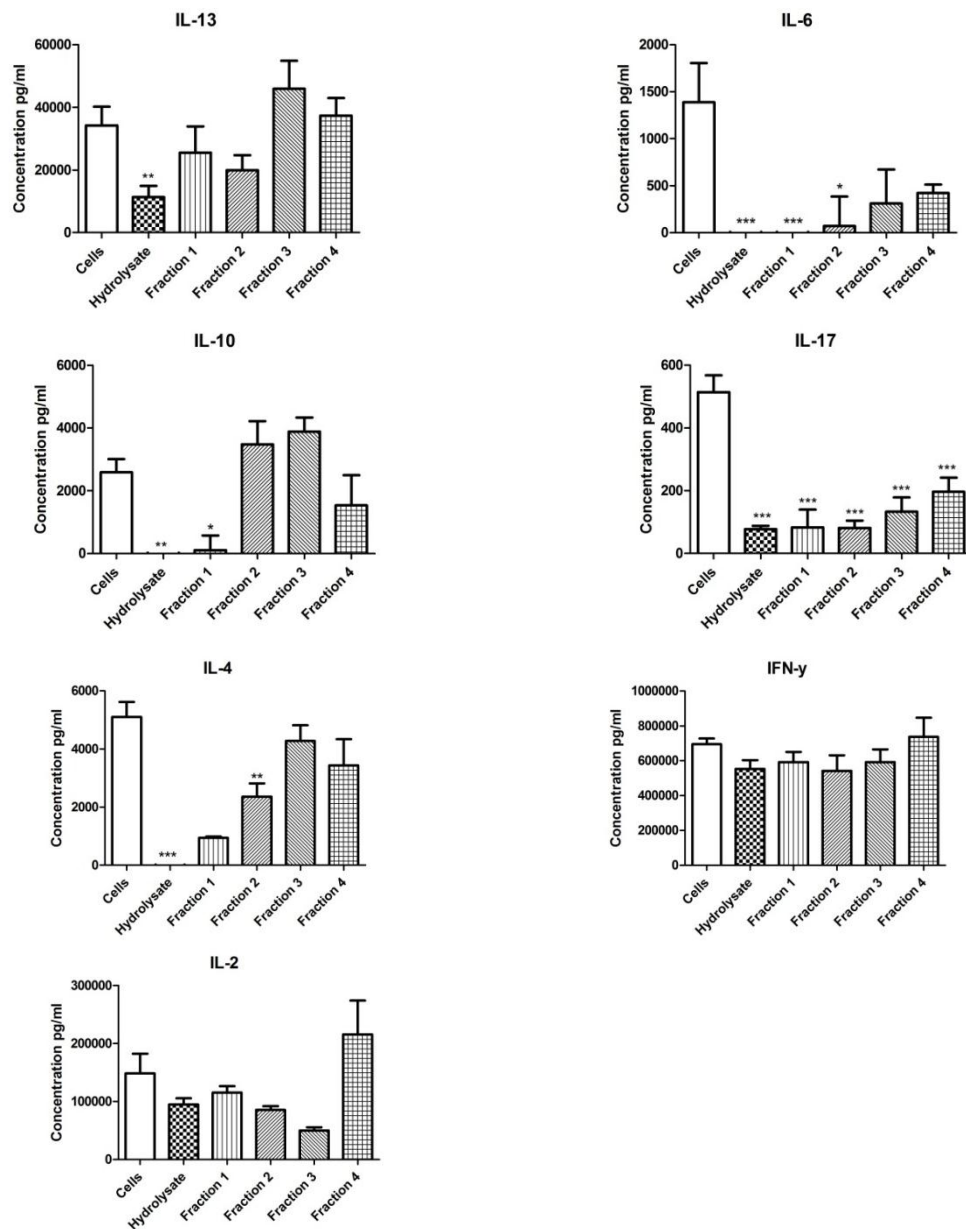 IL-13
Concentration pg/ml
60000
40000
20000
0
**
Cells
Hydrolysate
Fraction 1
Fraction 2
Fraction 3
Fraction 4
IL-6
Concentration pg/ml
2000
1500
1000
500
0
***
***
*
Cells
Hydrolysate
Fraction 1
Fraction 2
Fraction 3
Fraction 4
IL-10
Concentration pg/ml
6000
4000
2000
0
**
*
Cells
Hydrolysate
Fraction 1
Fraction 2
Fraction 3
Fraction 4
IL-17
Concentration pg/ml
600
400
200
0
***
***
***
***
***
Cells
Hydrolysate
Fraction 1
Fraction 2
Fraction 3
Fraction 4
IL-4
Concentration pg/ml
6000
4000
2000
0
***
**
Cells
Hydrolysate
Fraction 1
Fraction 2
Fraction 3
Fraction 4
IFN-y
Concentration pg/ml
1000000
800000
600000
400000
200000
0
Cells
Hydrolysate
Fraction 1
Fraction 2
Fraction 3
Fraction 4
IL-2
Concentration pg/ml
300000
200000
100000
0
Cells
Hydrolysate
Fraction 1
Fraction 2
Fraction 3
Fraction 4